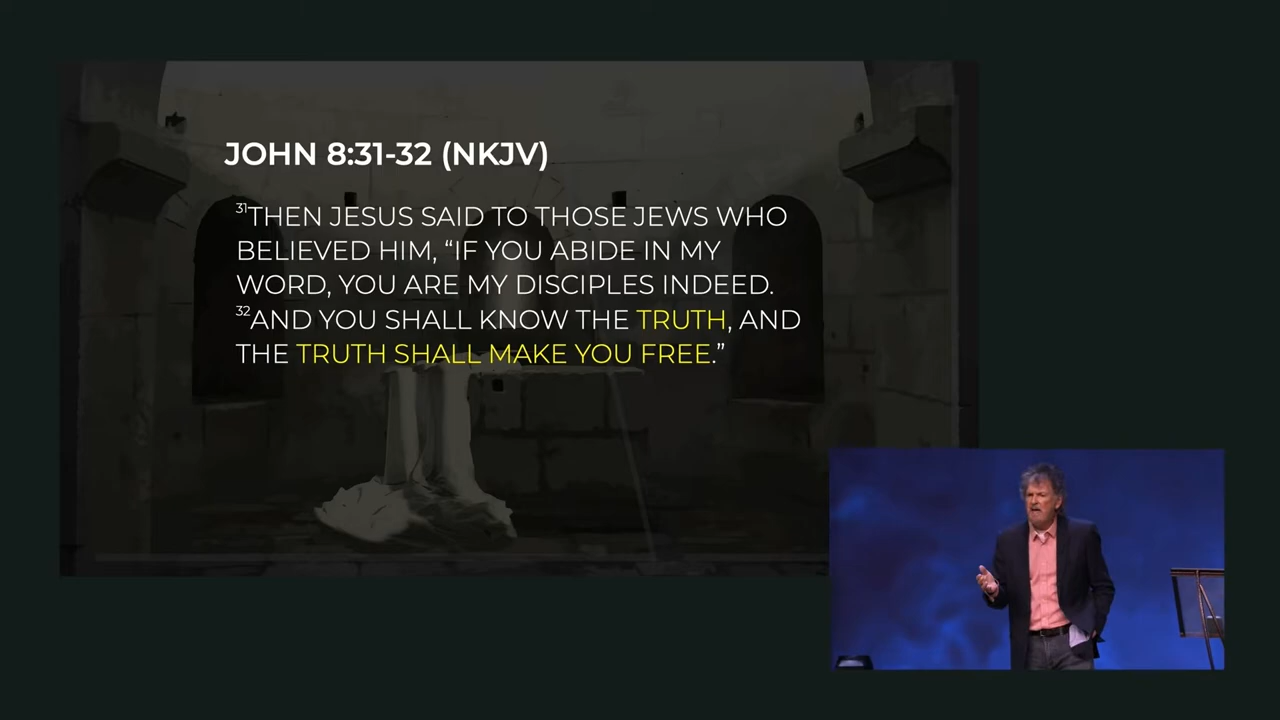 JOHN 8:31-32 (NKJV)
31THEN JESUS SAID TO THOSE JEWS WHO
BELIEVED HIM, “IF YOU ABIDE IN MY
WORD, YOU ARE MY DISCIPLES INDEED.
32AND YOU SHALL KNOW THE TRUTH, AND
THE TRUTH SHALL MAKE YOU FREE.”